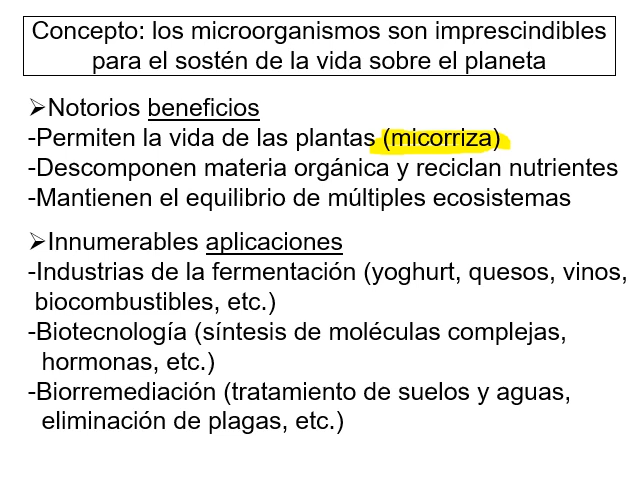 Concepto: los microorganismos son imprescindibles
para el sostén de la vida sobre el planeta
➢Notorios beneficios
-Permiten la vida de las plantas (micorriza)
-Descomponen materia orgánica y reciclan nutrientes
-Mantienen el equilibrio de múltiples ecosistemas
➢Innumerables aplicaciones
-Industrias de la fermentación (yoghurt, quesos, vinos,
biocombustibles, etc.)
-Biotecnología (síntesis de moléculas complejas,
hormonas, etc.)
-Biorremediación (tratamiento de suelos y aguas,
eliminación de plagas, etc.)